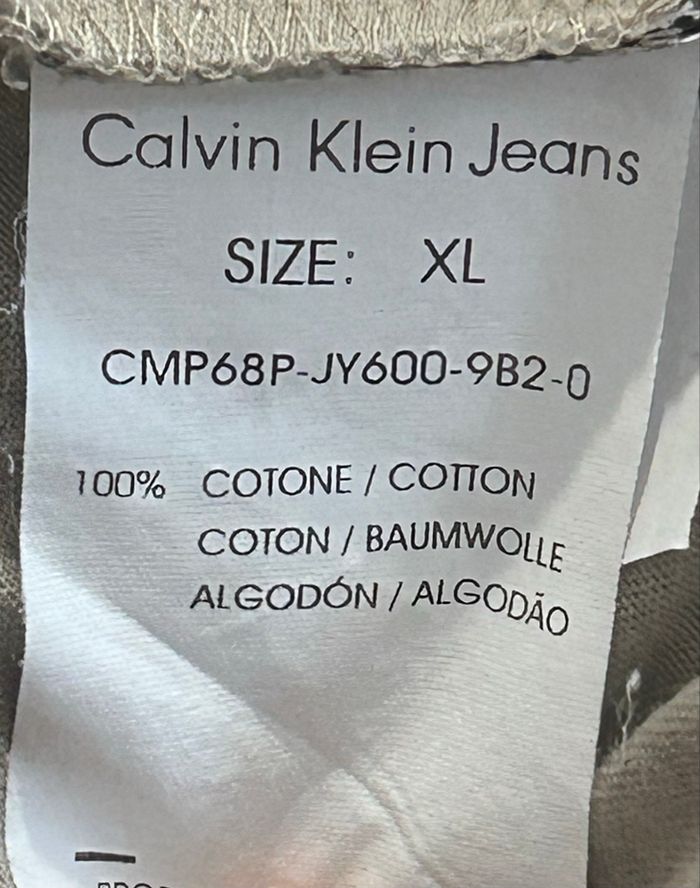 Calvin Klein Jeans
SIZE: XL
CMP68P-JY600-9B2-0
100% COTONE / COTTON
COTON / BAUMWOLLE
ALGODÓN / ALGODÃO